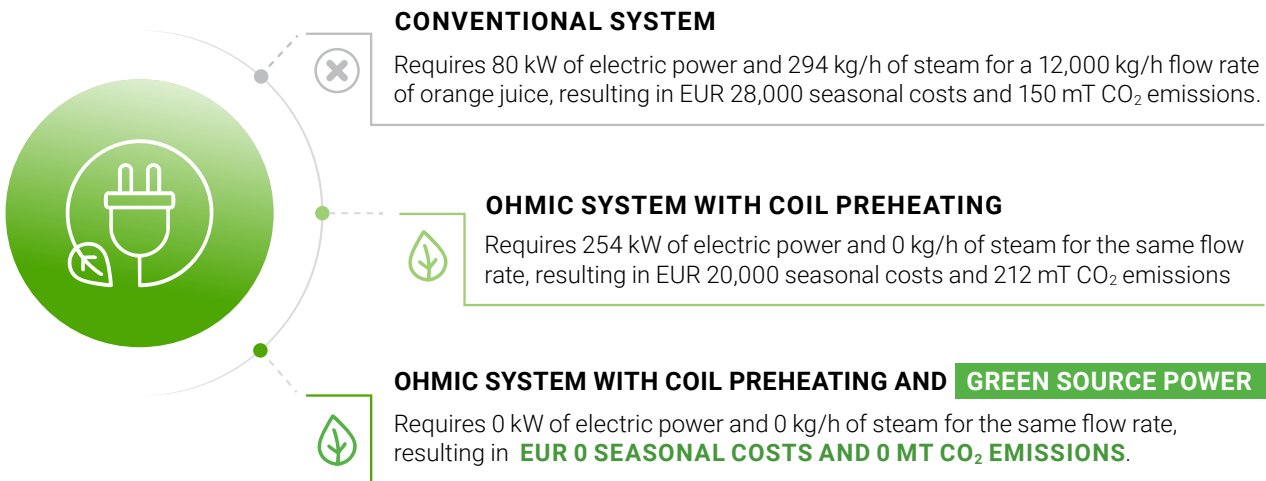 CONVENTIONAL SYSTEM
Requires 80 kW of electric power and 294 kg/h of steam for a 12,000 kg/h flow rate
of orange juice, resulting in EUR 28,000 seasonal costs and 150 mT CO₂ emissions.
OHMIC SYSTEM WITH COIL PREHEATING
Requires 254 kW of electric power and 0 kg/h of steam for the same flow
rate, resulting in EUR 20,000 seasonal costs and 212 mT CO₂ emissions
OHMIC SYSTEM WITH COIL PREHEATING AND GREEN SOURCE POWER
Requires 0 kW of electric power and 0 kg/h of steam for the same flow rate,
resulting in EUR 0 SEASONAL COSTS AND 0 MT CO₂ EMISSIONS.